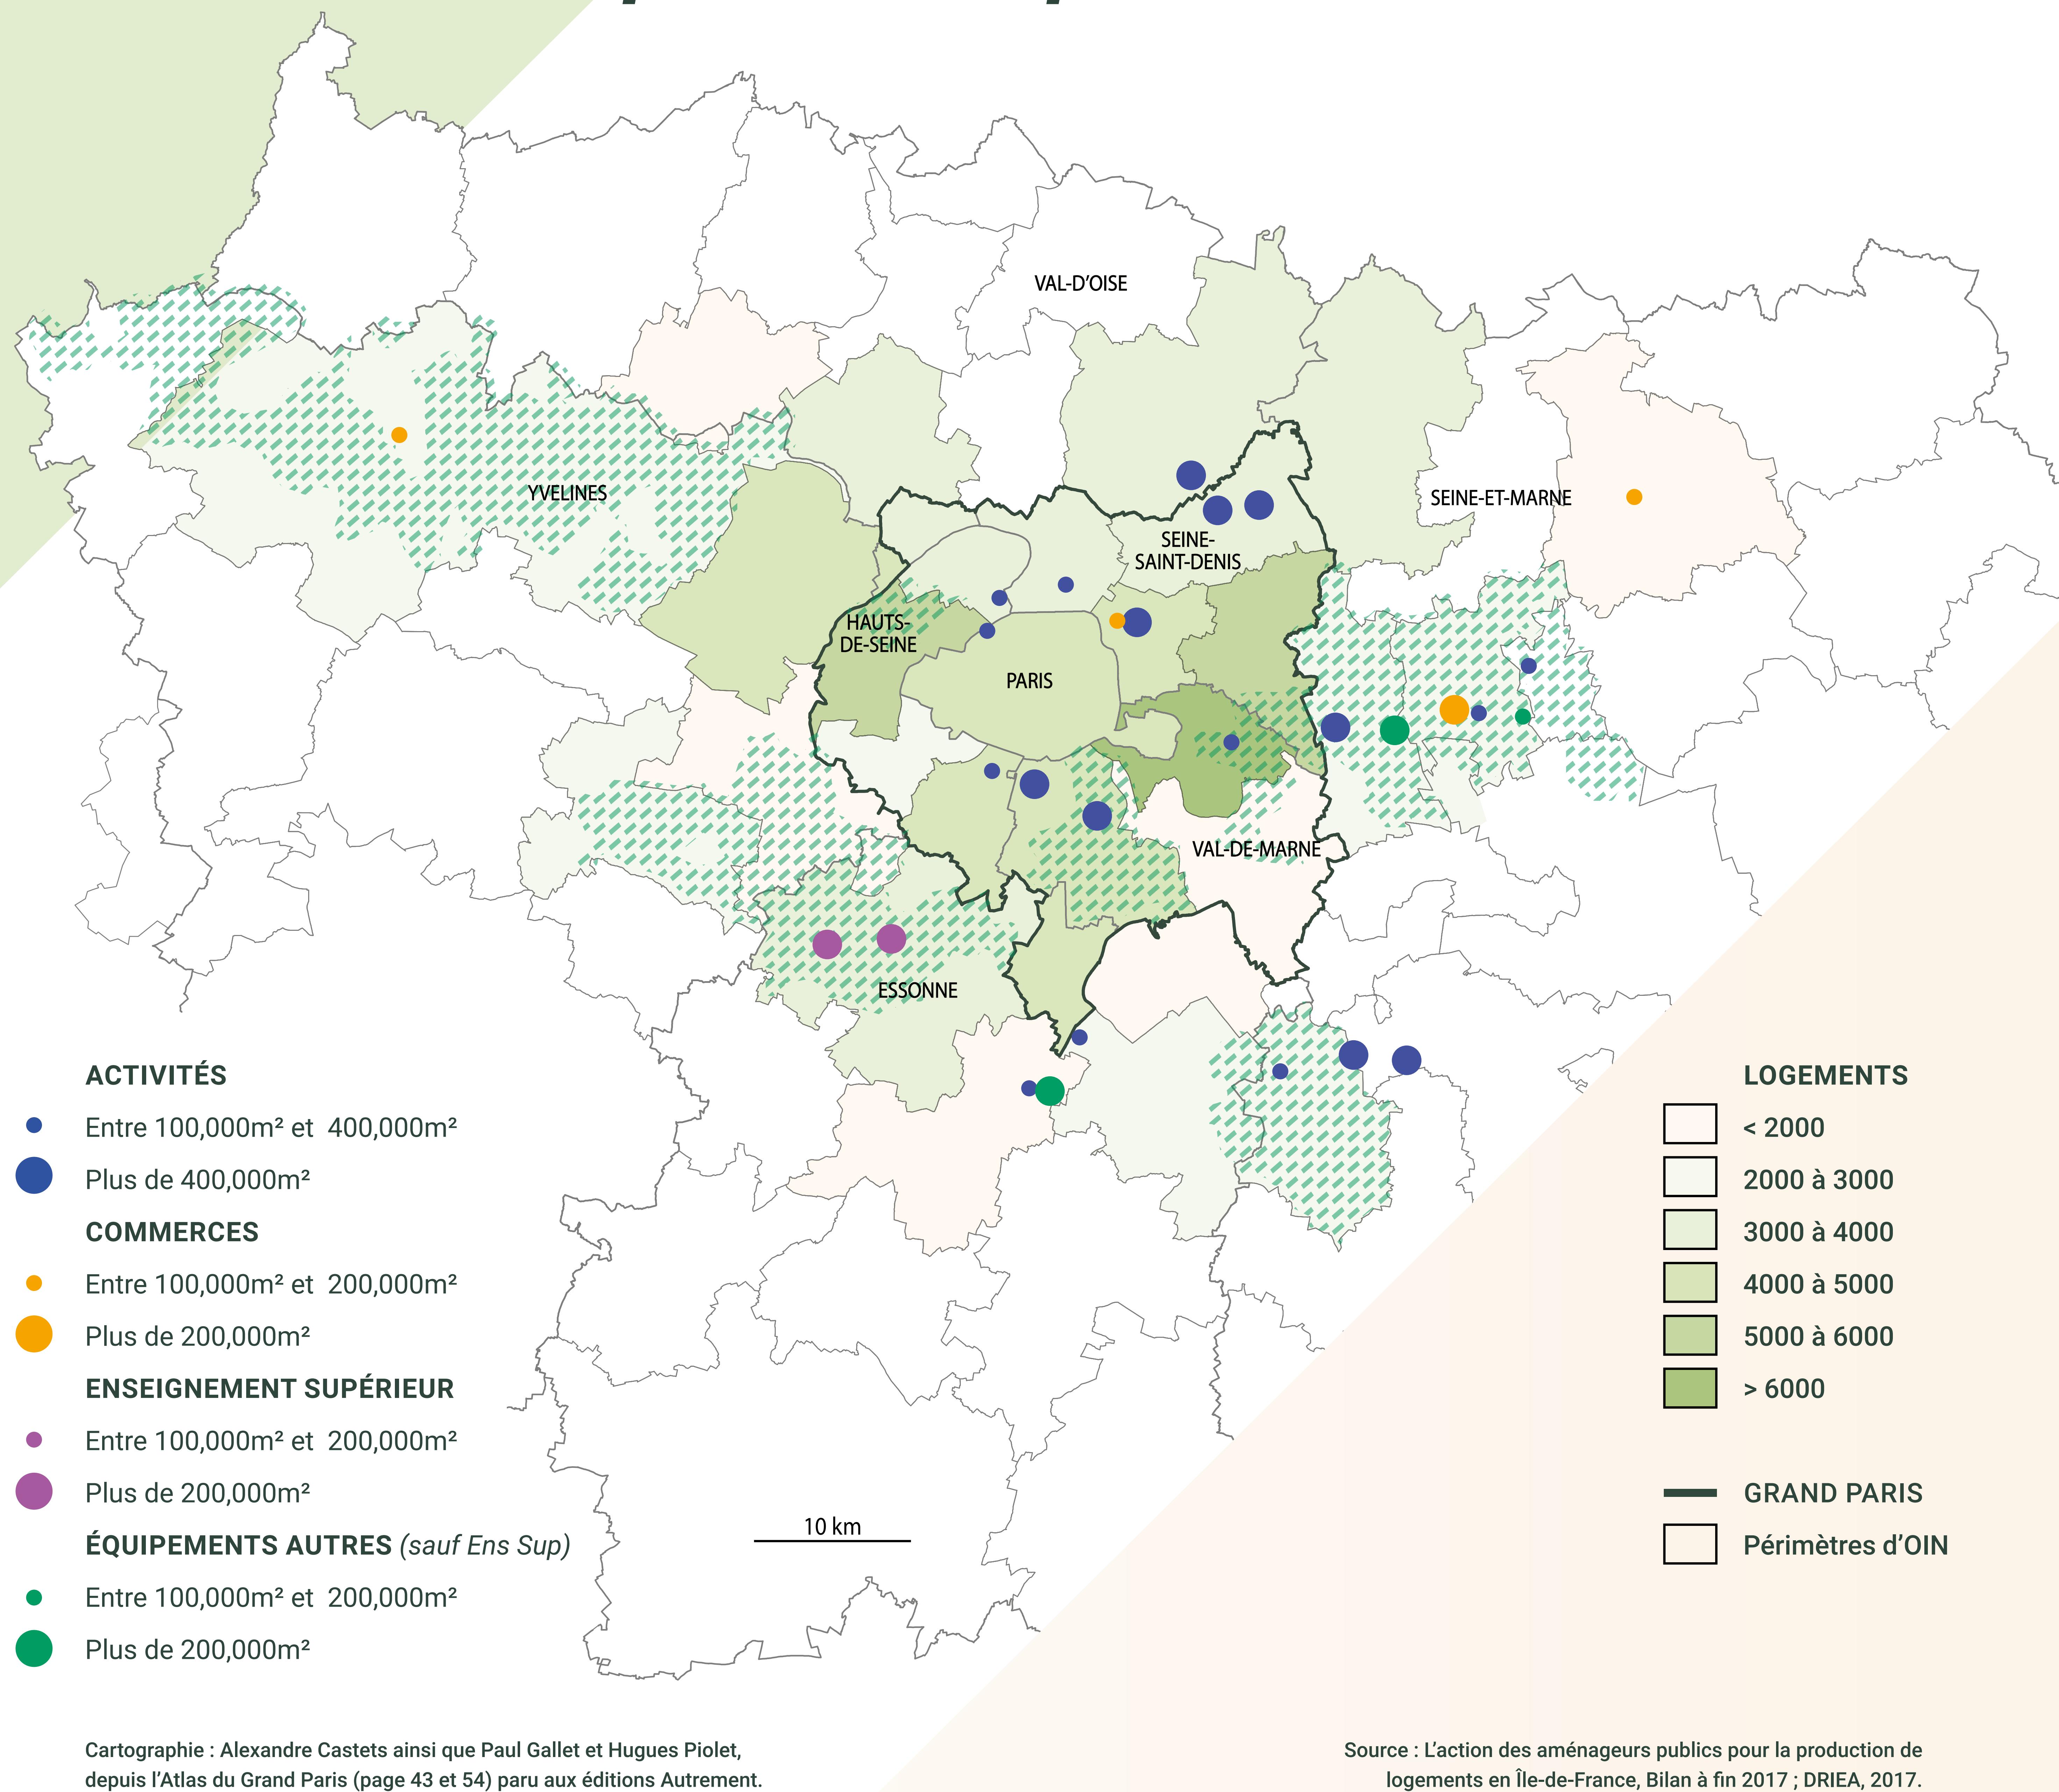 VAL-D'OISE
YVELINES
SEINE-ET-MARNE
SEINE-
SAINT-DENIS
HAUTS-
DE-SEINE
PARIS
VAL-DE-MARNE
ESSONNE
ACTIVITÉS
Entre 100,000m² et 400,000m²
Plus de 400,000m²
COMMERCES
Entre 100,000m² et 200,000m²
Plus de 200,000m²
ENSEIGNEMENT SUPÉRIEUR
Entre 100,000m² et 200,000m²
Plus de 200,000m²
ÉQUIPEMENTS AUTRES (sauf Ens Sup)
Entre 100,000m² et 200,000m²
Plus de 200,000m²
10 km
LOGEMENTS
< 2000
2000 à 3000
3000 à 4000
4000 à 5000
5000 à 6000
> 6000
GRAND PARIS
Périmètres d’OIN
Cartographie : Alexandre Castets ainsi que Paul Gallet et Hugues Piolet,
depuis l’Atlas du Grand Paris (page 43 et 54) paru aux éditions Autrement.
Source : L’action des aménageurs publics pour la production de
logements en Île-de-France, Bilan à fin 2017 ; DRIEA, 2017.